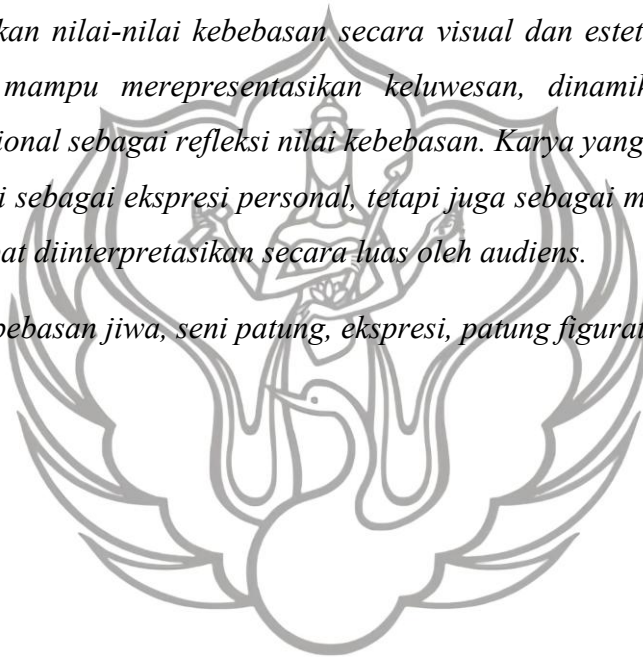 kan nilai-nilai kebebasan secara visual dan estet
mampu merepresentasikan keluwesan, dinamik
ional sebagai refleksi nilai kebebasan. Karya yang
i sebagai ekspresi personal, tetapi juga sebagai m
at diinterpretasikan secara luas oleh audiens.
bebasan jiwa, seni patung, ekspresi, patung figurat